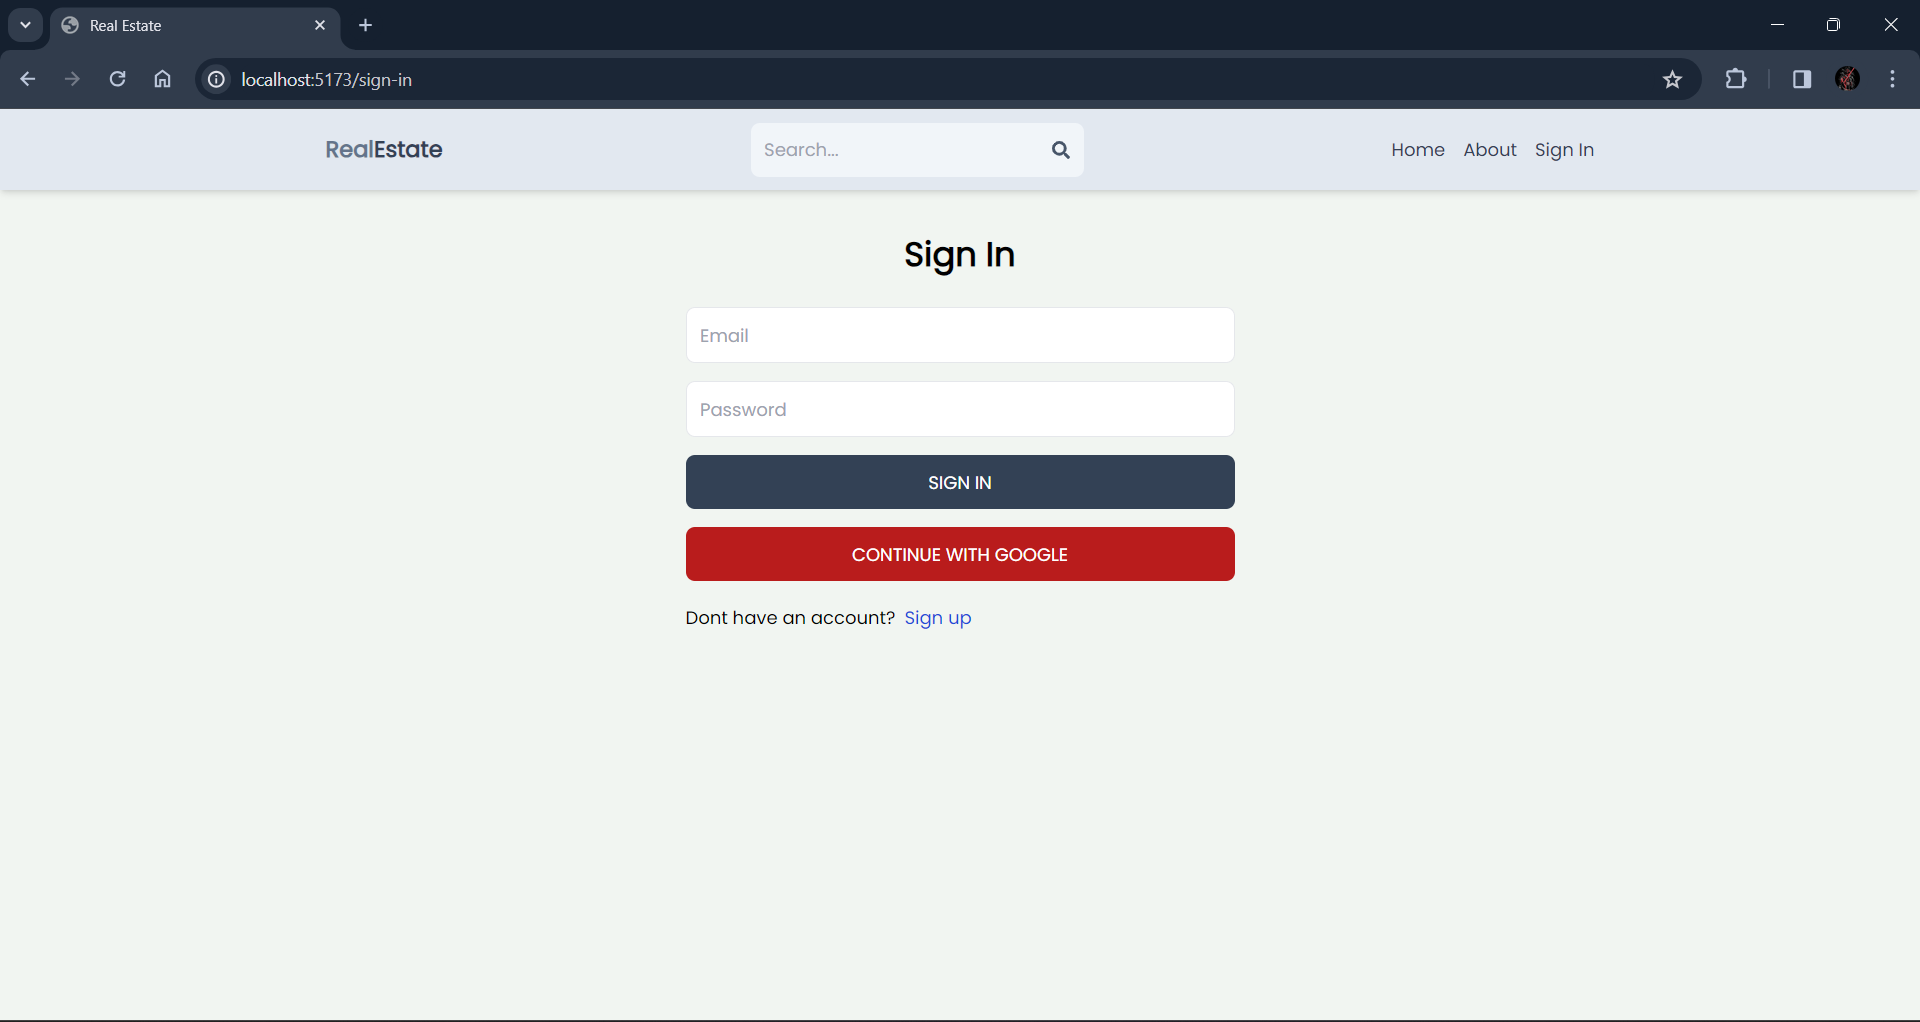 Real Estate
localhost:5173/sign-in
RealEstate
Search...
Home About Sign In
Sign In
Email
Password
SIGN IN
CONTINUE WITH GOOGLE
Dont have an account? Sign up